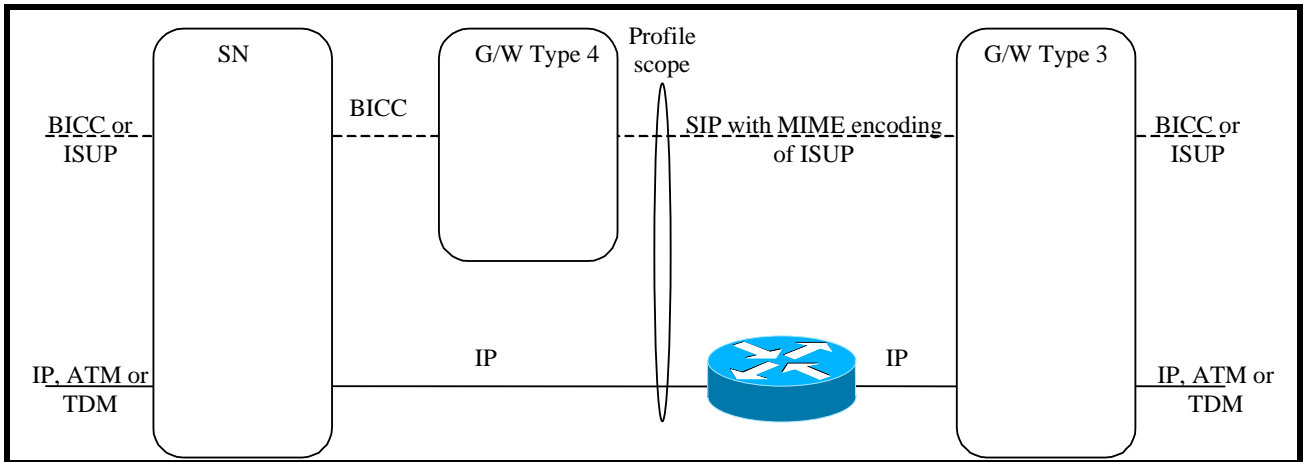 SN
G/W Type 4
Profile
scope
G/W Type 3
BICC or
ISUP
BICC
SIP with MIME encoding
of ISUP
BICC or
ISUP
IP, ATM or
TDM
IP
IP
IP, ATM or
TDM